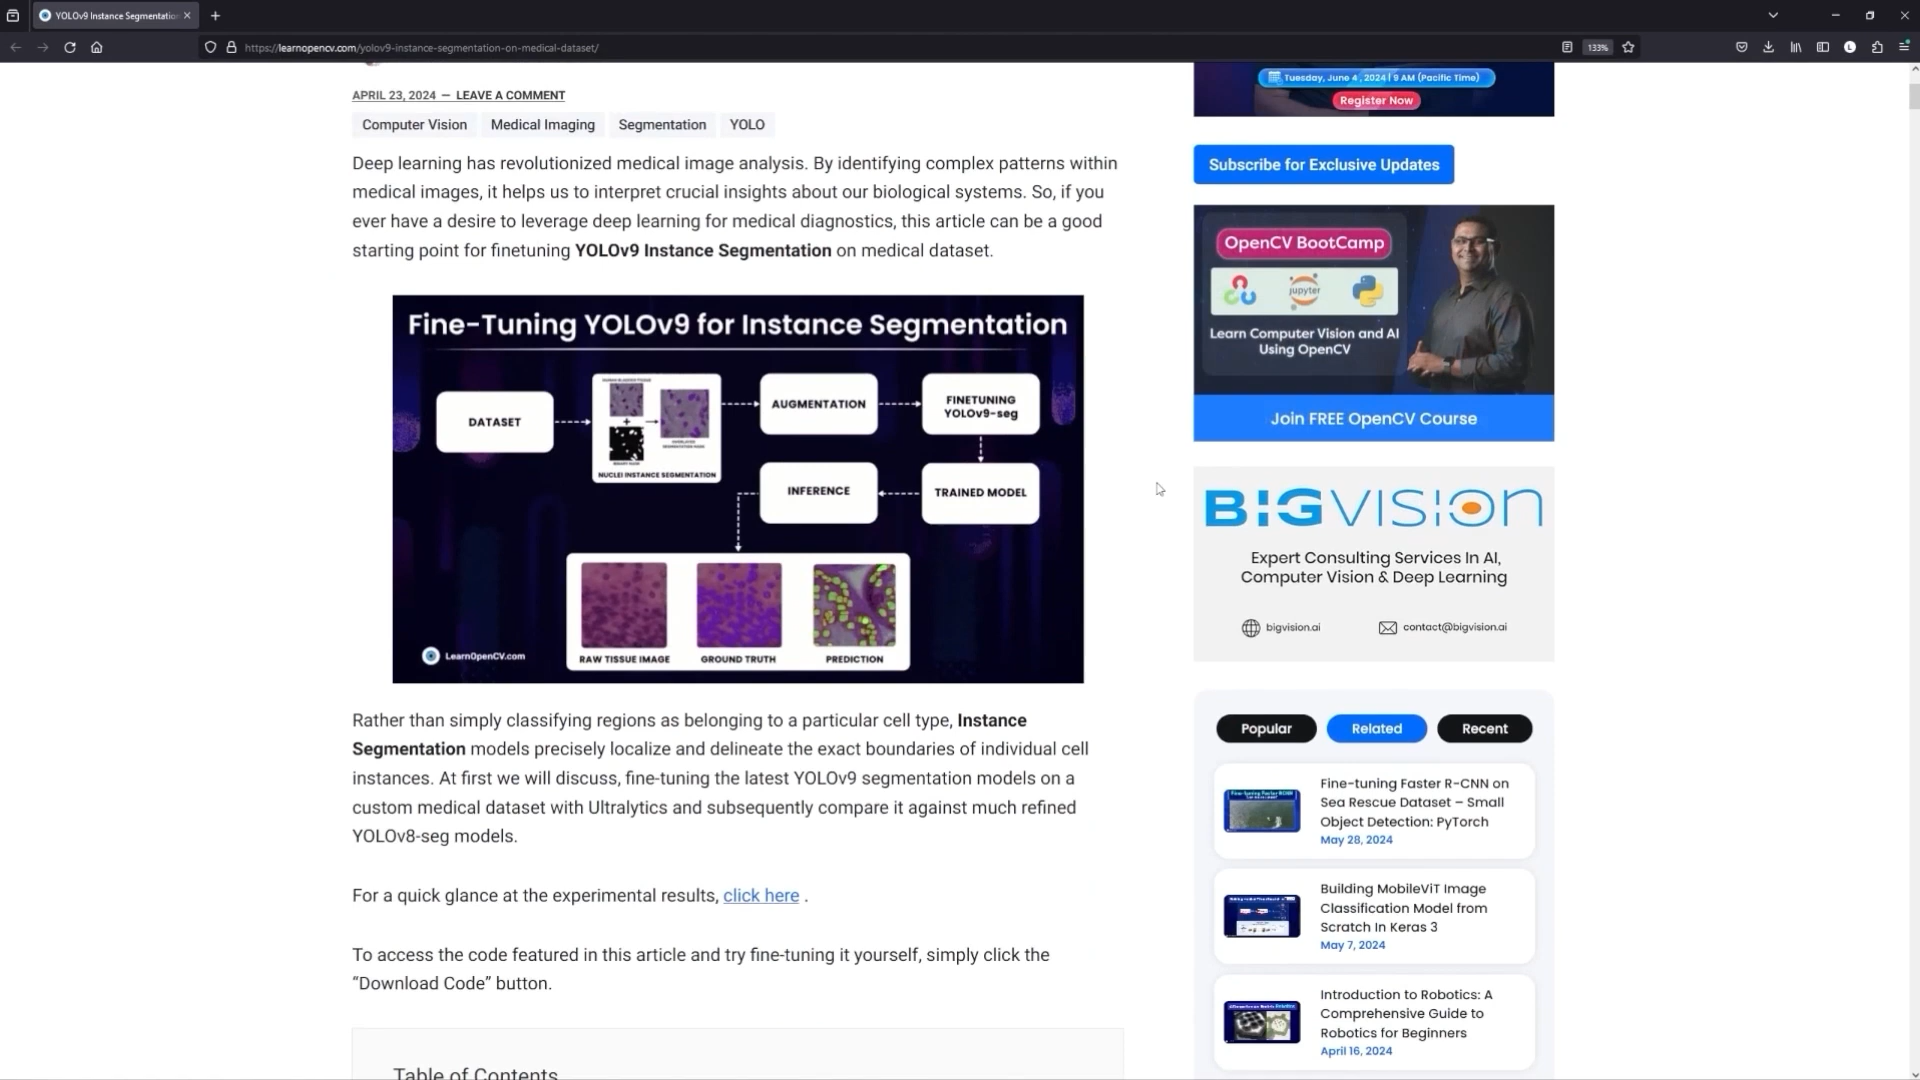 YOLOv9 Instance Segmentation
https://learnopencv.com/yolov9-instance-segmentation-on-medical-dataset/
133%
APRIL 23, 2024 — LEAVE A COMMENT
Computer Vision
Medical Imaging
Segmentation
YOLO
Deep learning has revolutionized medical image analysis. By identifying complex patterns within
medical images, it helps us to interpret crucial insights about our biological systems. So, if you
ever have a desire to leverage deep learning for medical diagnostics, this article can be a good
starting point for finetuning YOLOv9 Instance Segmentation on medical dataset.
Fine-Tuning YOLOv9 for Instance Segmentation
DATASET
HUMAN BLADDER TISSUE
+
BINARY MASK
OVERLAYED
SEGMENTATION MASK
NUCLEI INSTANCE SEGMENTATION
AUGMENTATION
FINETUNING
YOLOv9-seg
INFERENCE
TRAINED MODEL
RAW TISSUE IMAGE
GROUND TRUTH
PREDICTION
LearnOpenCV.com
Rather than simply classifying regions as belonging to a particular cell type, Instance
Segmentation models precisely localize and delineate the exact boundaries of individual cell
instances. At first we will discuss, fine-tuning the latest YOLOv9 segmentation models on a
custom medical dataset with Ultralytics and subsequently compare it against much refined
YOLOv8-seg models.
For a quick glance at the experimental results, click here .
To access the code featured in this article and try fine-tuning it yourself, simply click the
“Download Code” button.
Table of Contents
Tuesday, June 4, 2024 | 9 AM (Pacific Time)
Register Now
Subscribe for Exclusive Updates
OpenCV BootCamp
jupyter
Learn Computer Vision and AI
Using OpenCV
Join FREE OpenCV Course
BIGVISION
Expert Consulting Services In AI,
Computer Vision & Deep Learning
bigvision.ai
contact@bigvision.ai
Popular
Related
Recent
Fine-tuning Faster R-CNN on
Sea Rescue Dataset – Small
Object Detection: PyTorch
May 28, 2024
Building MobileViT Image
Classification Model from
Scratch In Keras 3
May 7, 2024
Introduction to Robotics: A
Comprehensive Guide to
Robotics for Beginners
April 16, 2024